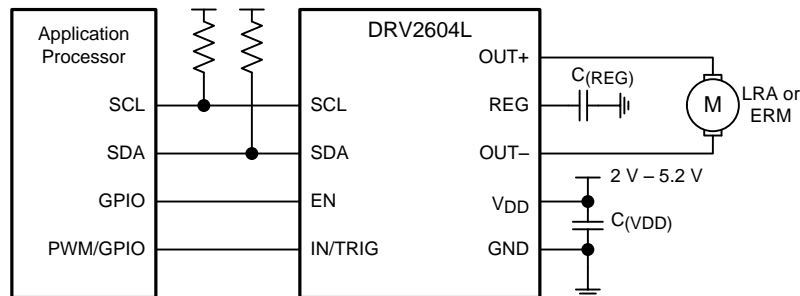 Application
Processor
SCL
SDA
GPIO
PWM/GPIO
DRV2604L
SCL
SDA
EN
IN/TRIG
OUT+
REG
OUT–
VDD
GND
C(REG)
M
LRA or
ERM
2 V – 5.2 V
C(VDD)